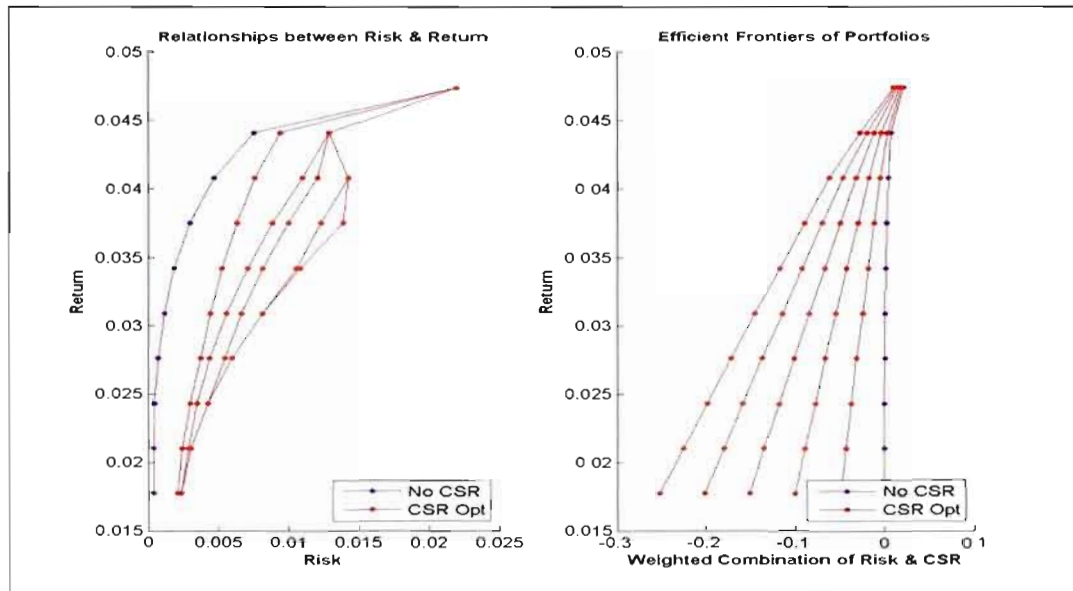 Relationships between Risk & Return
0.05
0.045
0.04
0.035
0.03
0.025
0.02
0.015
0
0.005
0.01
0.015
0.02
0.025
Return
Risk
No CSR
CSR Opt
Efficient Frontiers of Portfolios
0.05
0.045
0 04
0.035
0 03
0.025
0.02
0.015
-0.3
-0.2
-0.1
0
0 1
Return
Weighted Combination of Risk & CSR
No CSR
CSR Opt